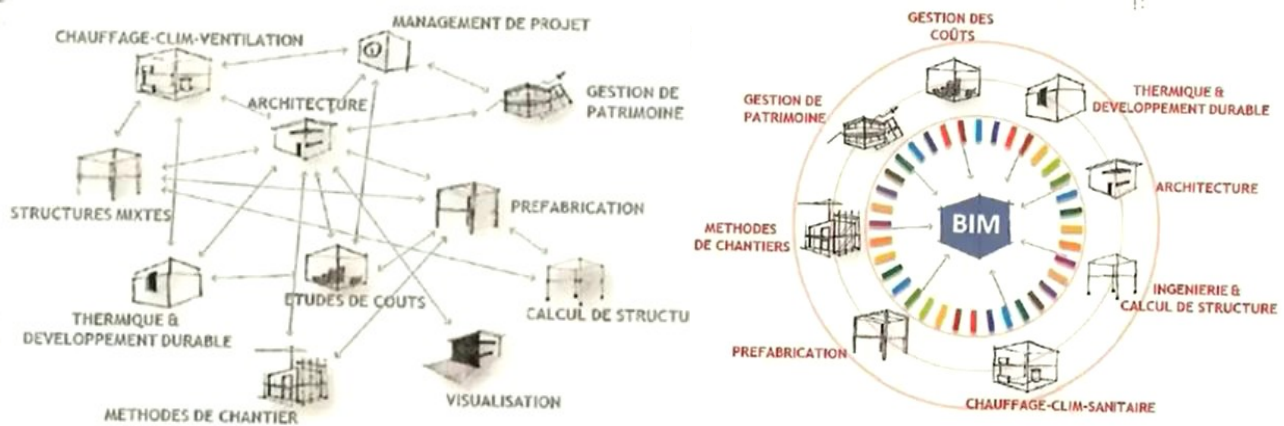 CHAUFFAGE-CLIM-VENTILATION
MANAGEMENT DE PROJET
ARCHITECTURE
GESTION DE
PATRIMOINE
STRUCTURES MIXTES
PREFABRICATION
ETUDES DE COUTS
CALCUL DE STRUCTU
THERMIQUE &
DEVELOPPEMENT DURABLE
METHODES DE CHANTIER
VISUALISATION
GESTION DES
COÛTS
GESTION DE
PATRIMOINE
THERMIQUE &
DEVELOPPEMENT DURABLE
ARCHITECTURE
BIM
METHODES
DE CHANTIERS
INGENIERIE &
CALCUL DE STRUCTURE
PREFABRICATION
CHAUFFAGE-CLIM-SANITAIRE